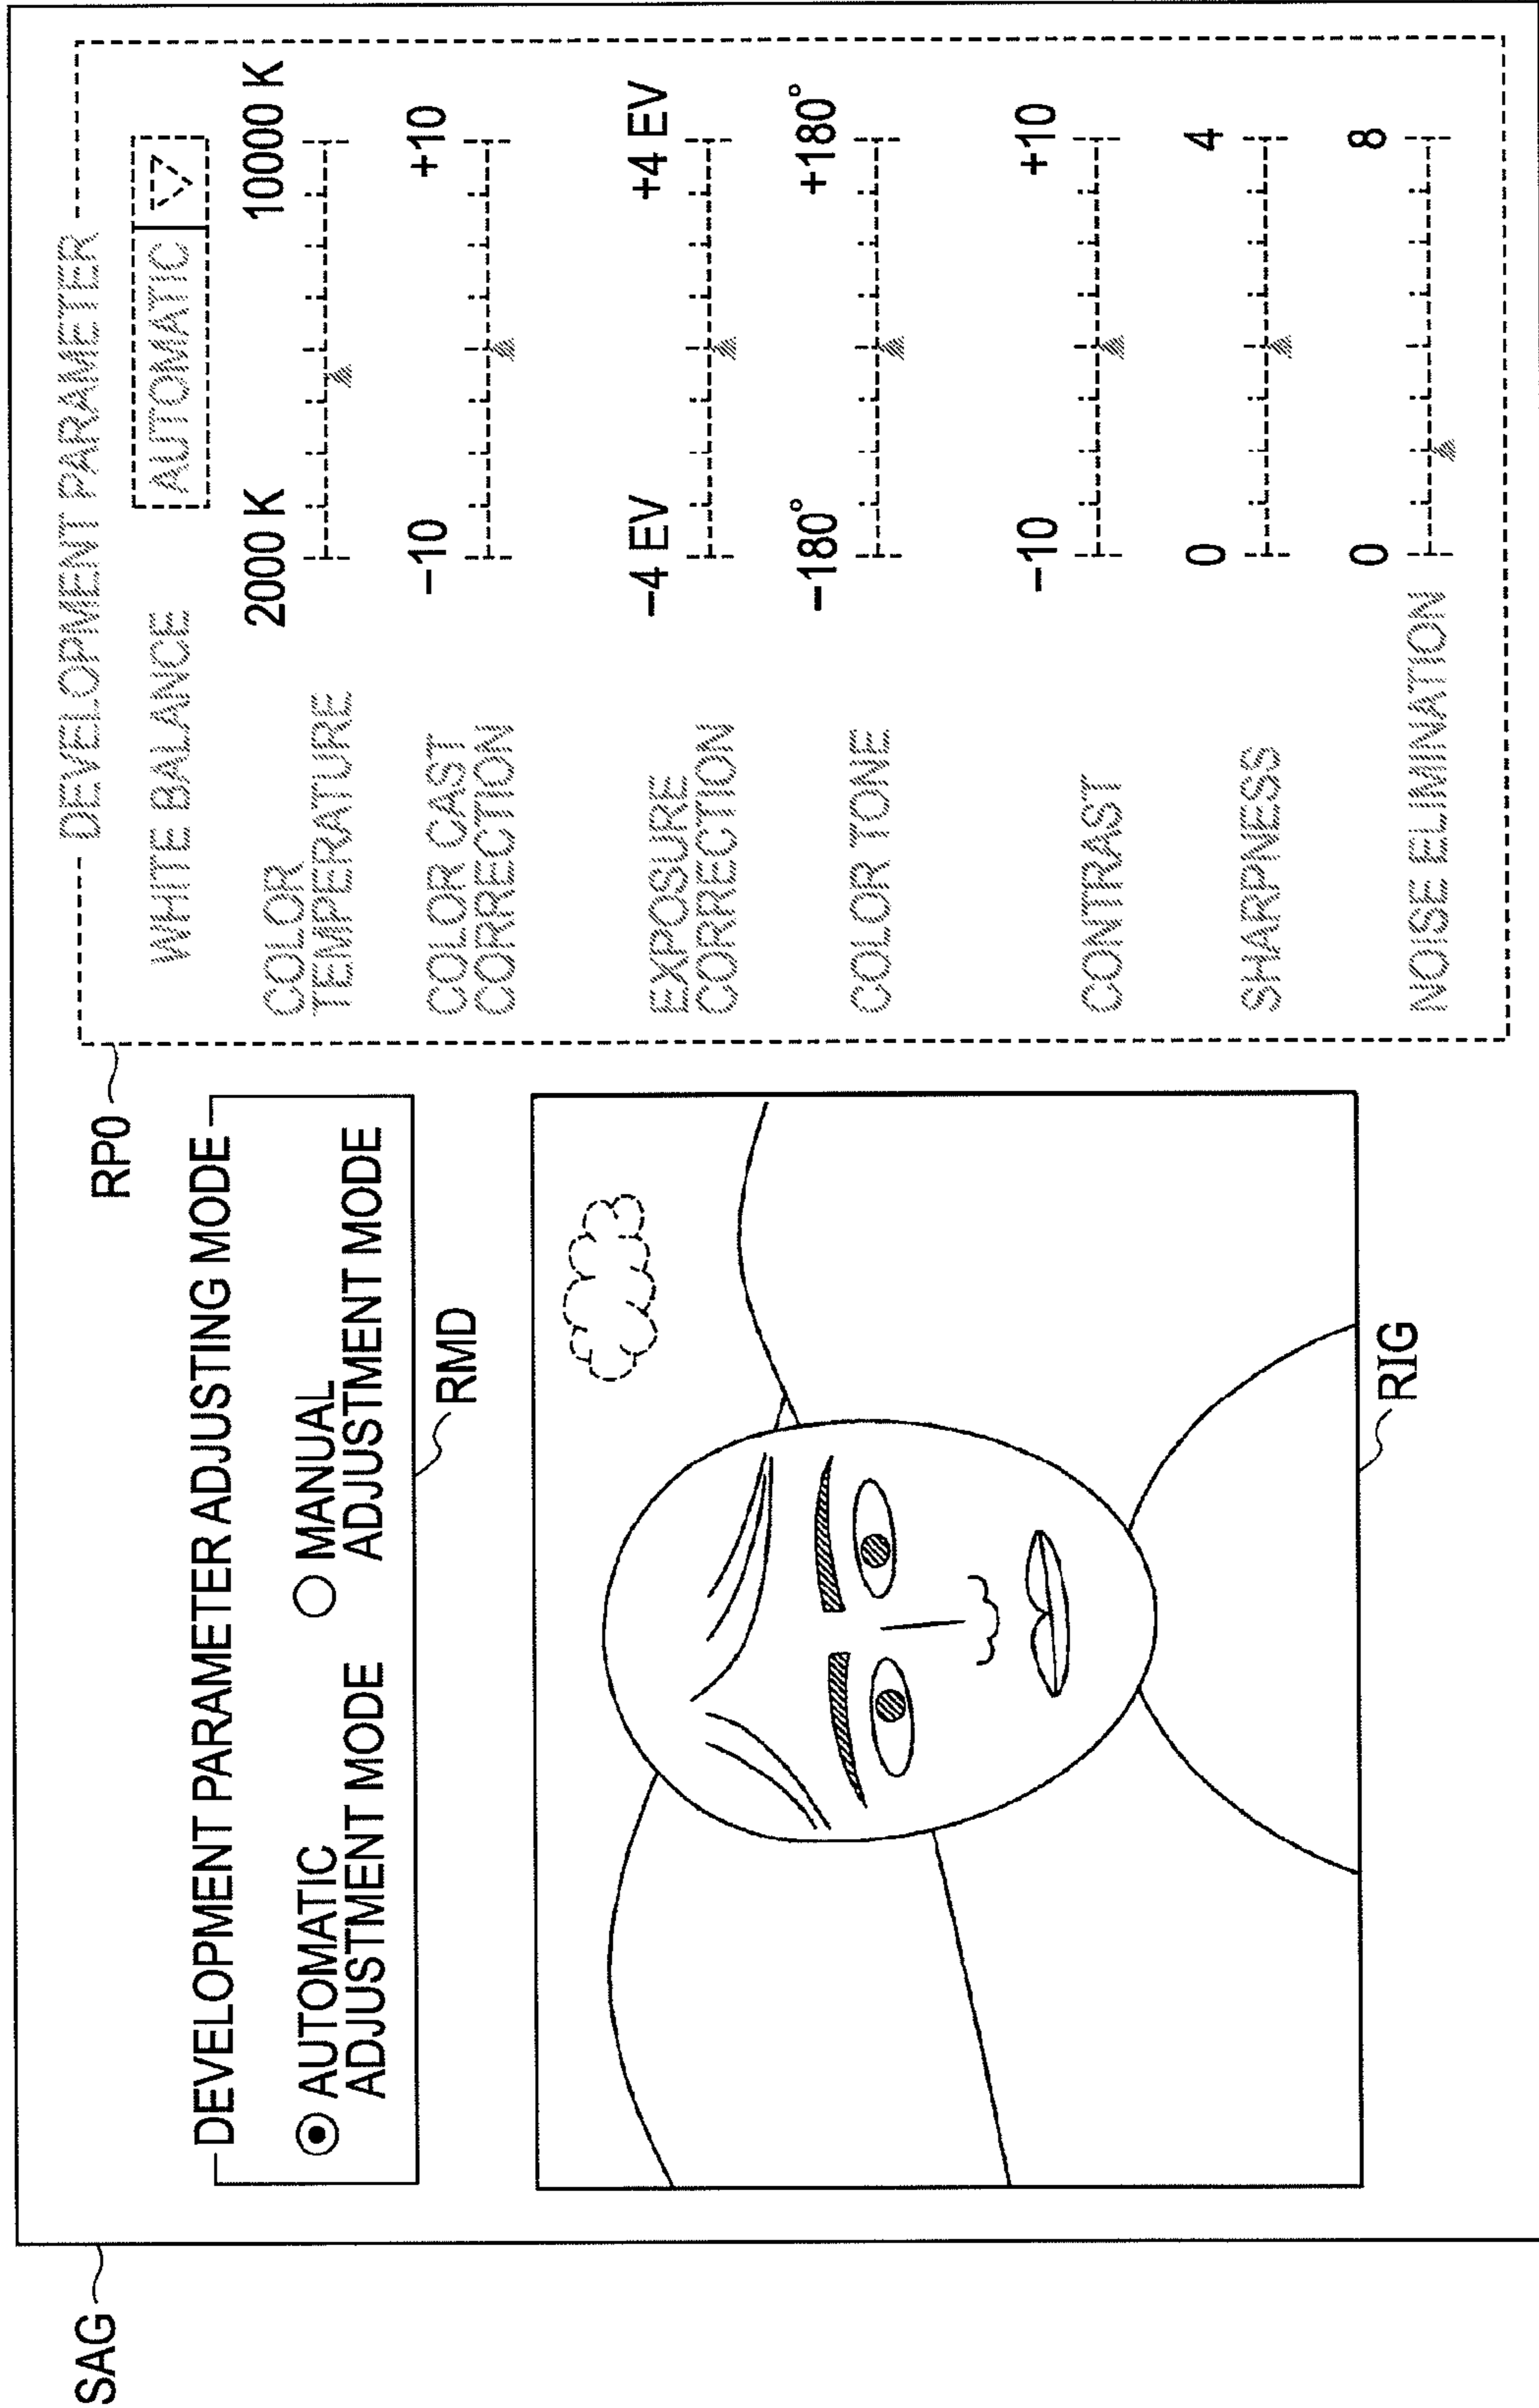 SAG
DEVELOPMENT PARAMETER ADJUSTING MODE
AUTOMATIC
ADJUSTMENT MODE
MANUAL
ADJUSTMENT MODE
RMD
RIG
RP0
DEVELOPMENT PARAMETER
WHITE BALANCE
AUTOMATIC
COLOR
TEMPERATURE
2000 K
10000 K
COLOR CAST
CORRECTION
−10
+10
EXPOSURE
CORRECTION
−4 EV
+4 EV
COLOR TONE
−180°
+180°
CONTRAST
−10
+10
SHARPNESS
0
4
NOISE ELIMINATION
0
8